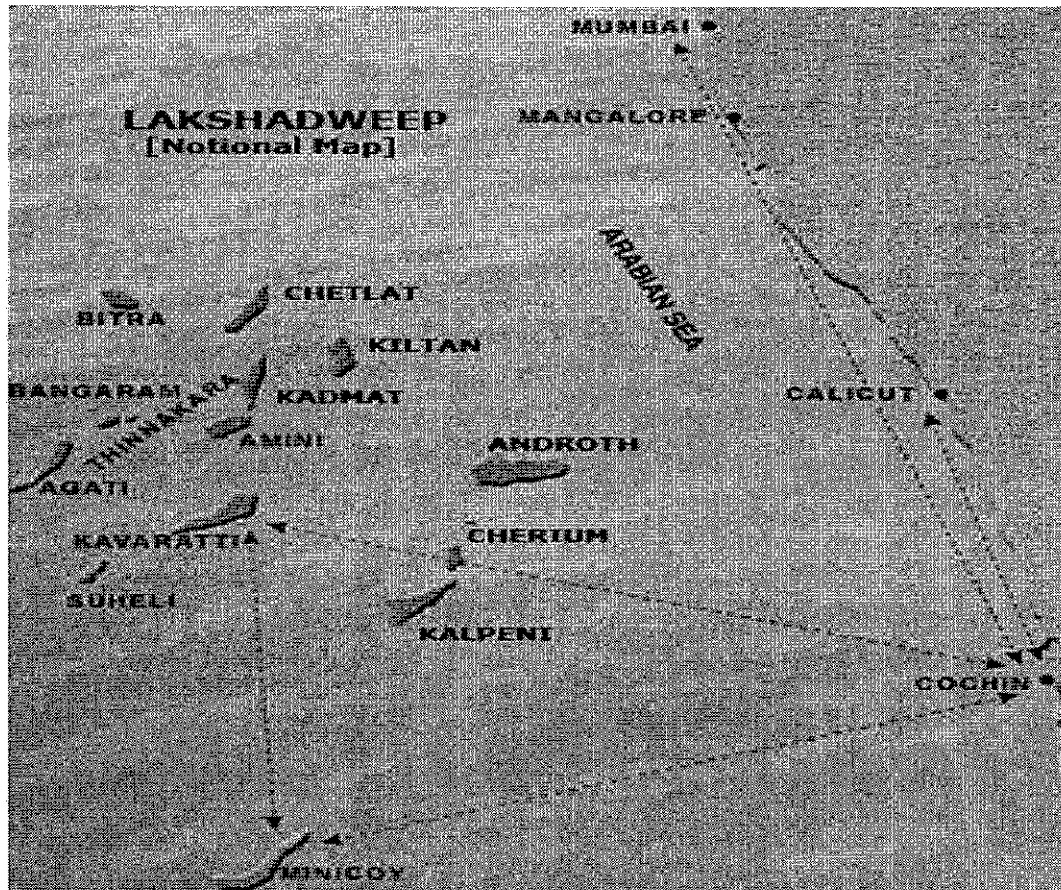 MUMBAI
LAKSHADWEEP
[Notional Map]
MANGALORE
ARABIAN SEA
CHETLAT
BITRA
KILTAN
BANGARAM
THINNAKARA
KADMAT
CALICUT
AMINI
ANDROTH
AGATI
KAVARATTIA
CHERIUM
SUHELI
KALPENI
COCHIN
MINICOY